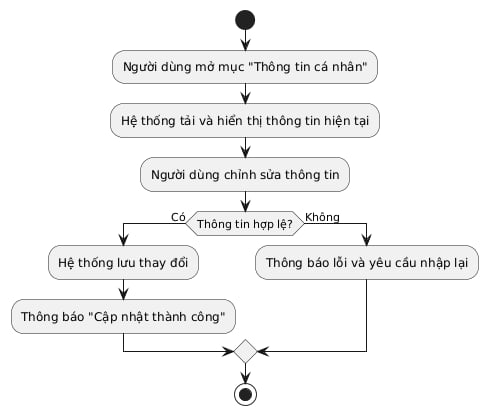 Người dùng mở mục "Thông tin cá nhân"
Hệ thống tải và hiển thị thông tin hiện tại
Người dùng chỉnh sửa thông tin
Thông tin hợp lệ?
Có
Không
Hệ thống lưu thay đổi
Thông báo "Cập nhật thành công"
Thông báo lỗi và yêu cầu nhập lại